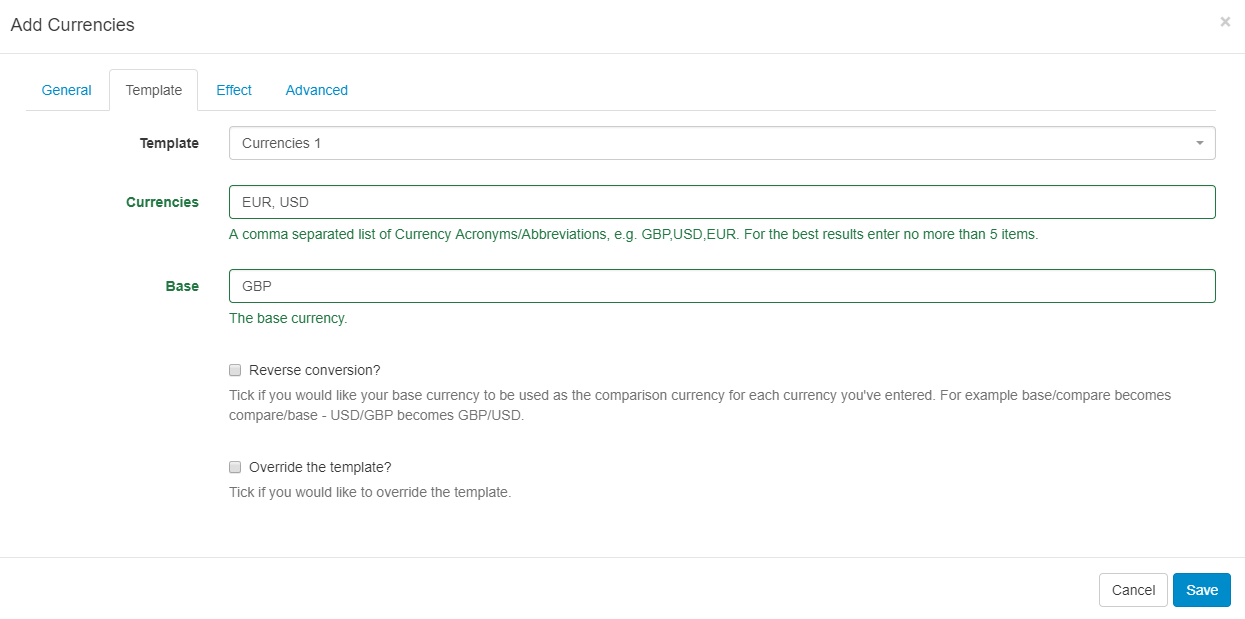 Add Currencies ×
General Template Effect Advanced
Template Currencies 1
Currencies EUR, USD
A comma separated list of Currency Acronyms/Abbreviations, e.g. GBP,USD,EUR. For the best results enter no more than 5 items.
Base GBP
The base currency.
Reverse conversion?
Tick if you would like your base currency to be used as the comparison currency for each currency you've entered. For example base/compare becomes
compare/base - USD/GBP becomes GBP/USD.
Override the template?
Tick if you would like to override the template.
Cancel Save